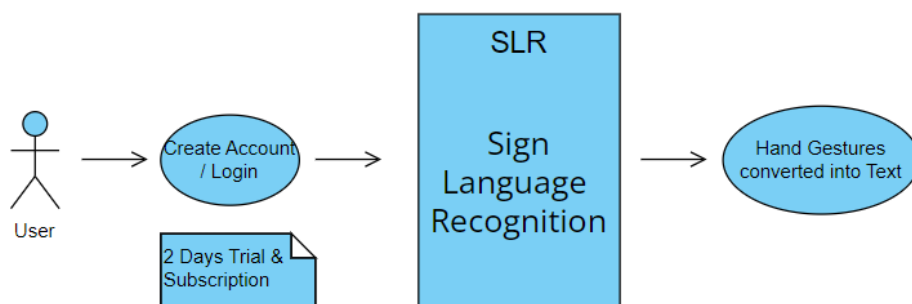 User
Create Account
/ Login
2 Days Trial &
Subscription
SLR
Sign
Language
Recognition
Hand Gestures
converted into Text